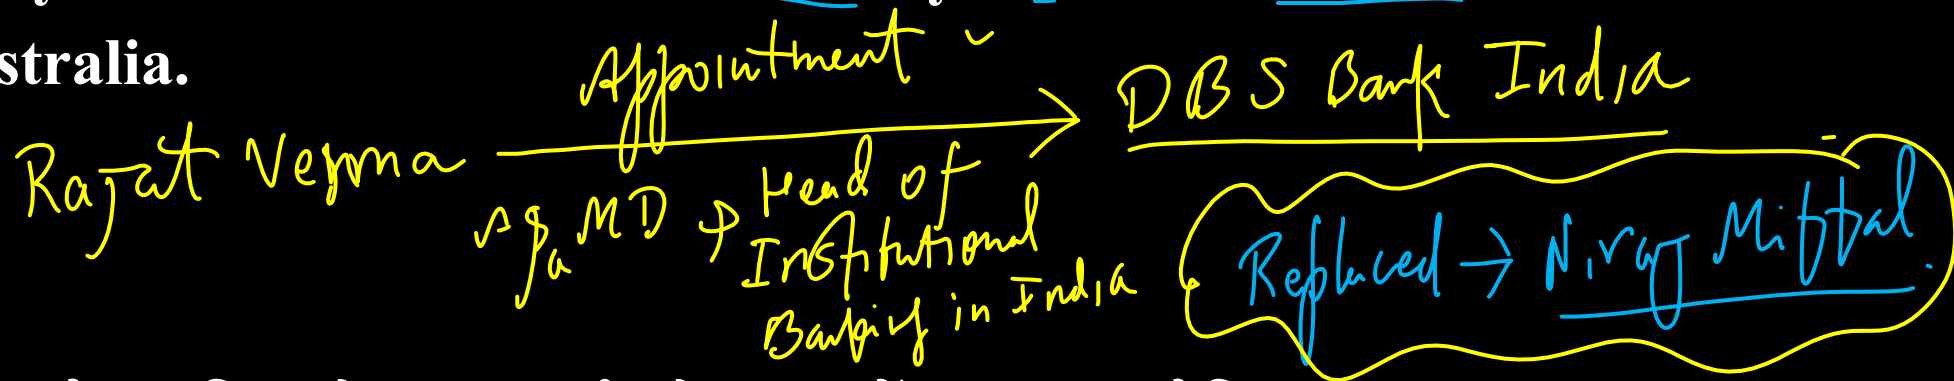 stralia.
Appointment
Rajat Verma → DBS Bank India
as a MD & Head of
Institutional
Banking in India
Replaced → Niraj Mittal